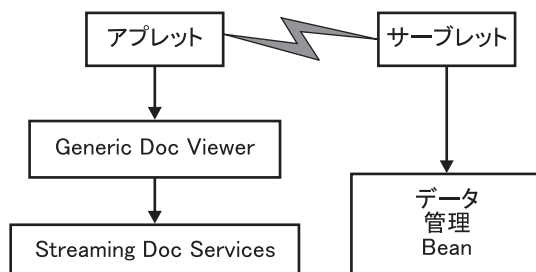 アプレット
サーブレット
Generic Doc Viewer
Streaming Doc Services
データ
管理
Bean